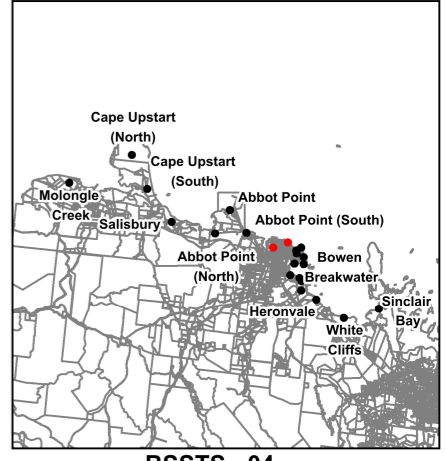 Cape Upstart
(North)
Cape Upstart
(South)
Molongle
Creek
Salisbury
Abbot Point
Abbot Point (South)
Abbot Point
(North)
Bowen
Breakwater
Heronvale
Sinclair
Bay
White
Cliffs